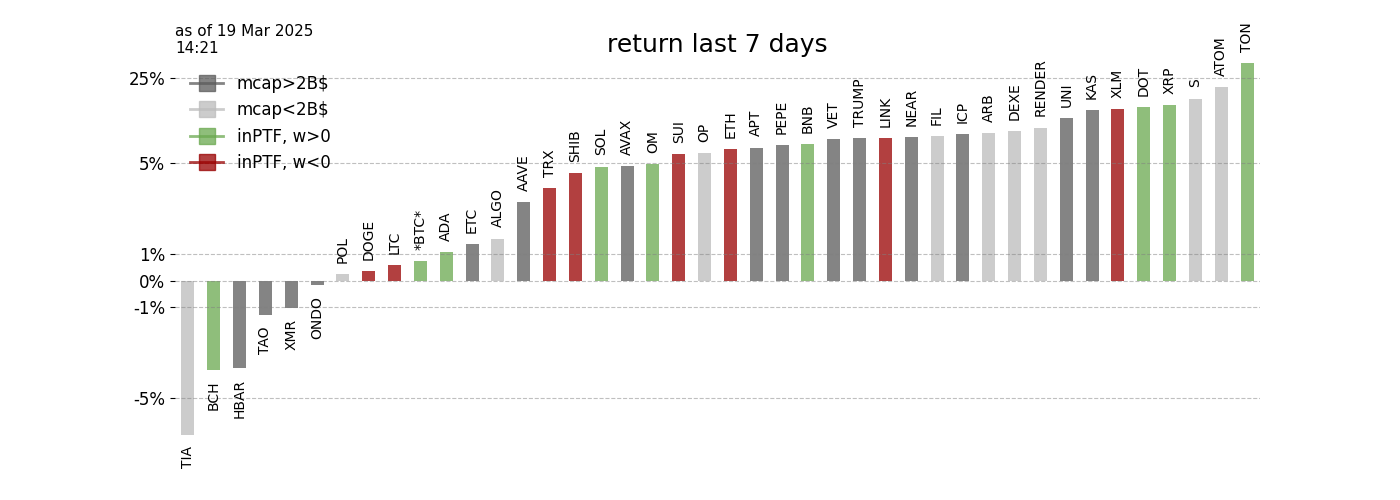 as of 19 Mar 2025
14:21
return last 7 days
mcap>2B$
mcap<2B$
inPTF, w>0
inPTF, w<0
25%
5%
1%
0%
-1%
-5%
TIA
BCH
HBAR
TAO
XMR
ONDO
POL
DOGE
LTC
*BTC*
ADA
ETC
ALGO
AAVE
TRX
SHIB
SOL
AVAX
OM
SUI
OP
ETH
APT
PEPE
BNB
VET
TRUMP
LINK
NEAR
FIL
ICP
ARB
DEXE
RENDER
UNI
KAS
XLM
DOT
XRP
S
ATOM
TON